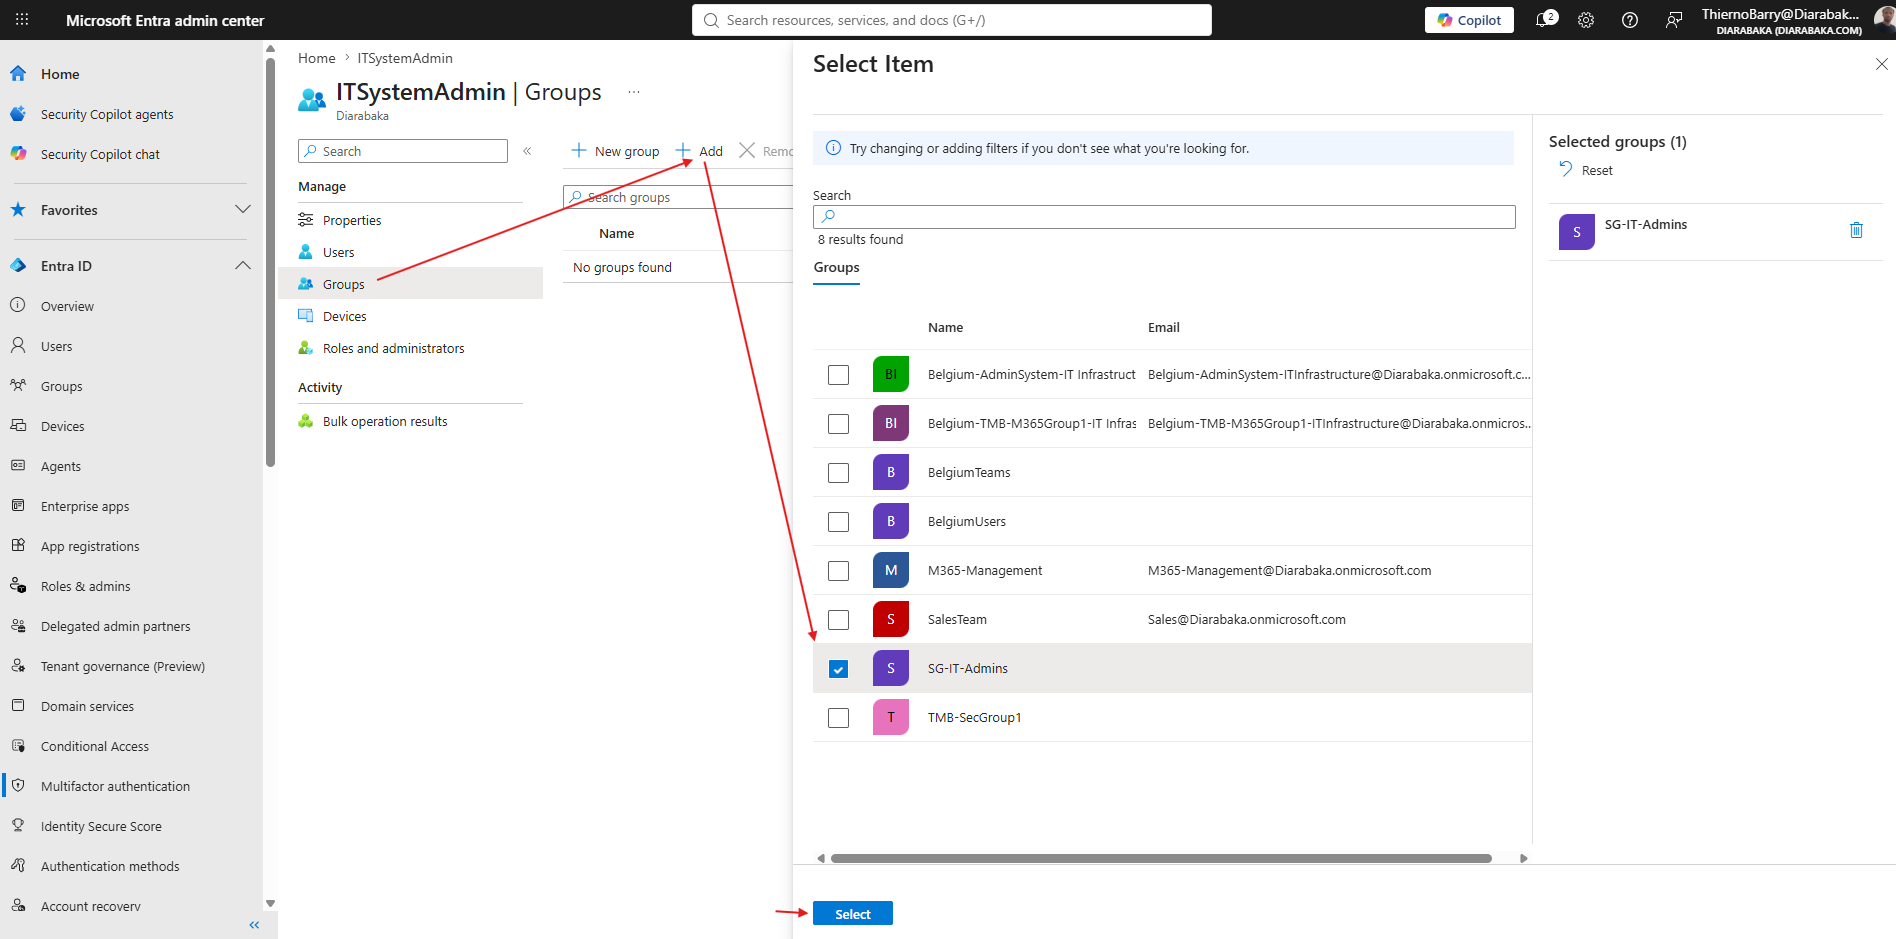 Microsoft Entra admin center
Search resources, services, and docs (G+/)
Copilot
2
ThiernoBarry@Diarabak...
DIARABAKA (DIARABAKA.COM)
Home
Security Copilot agents
Security Copilot chat
Favorites
Entra ID
Overview
Users
Groups
Devices
Agents
Enterprise apps
App registrations
Roles & admins
Delegated admin partners
Tenant governance (Preview)
Domain services
Conditional Access
Multifactor authentication
Identity Secure Score
Authentication methods
Account recovery
Home > ITSystemAdmin
ITSystemAdmin | Groups ...
Diarabaka
Search
Manage
Properties
Users
Groups
Devices
Roles and administrators
Activity
Bulk operation results
New group
Add
Remo
Search groups
Name
No groups found
Select Item
Try changing or adding filters if you don't see what you're looking for.
Search
8 results found
Groups
Name Email
BI Belgium-AdminSystem-IT Infrastruct Belgium-AdminSystem-ITInfrastructure@Diarabaka.onmicrosoft.c...
BI Belgium-TMB-M365Group1-IT Infras Belgium-TMB-M365Group1-ITInfrastructure@Diarabaka.onmicros...
B BelgiumTeams
B BelgiumUsers
M M365-Management M365-Management@Diarabaka.onmicrosoft.com
S SalesTeam Sales@Diarabaka.onmicrosoft.com
S SG-IT-Admins
T TMB-SecGroup1
Select
Selected groups (1)
Reset
S SG-IT-Admins